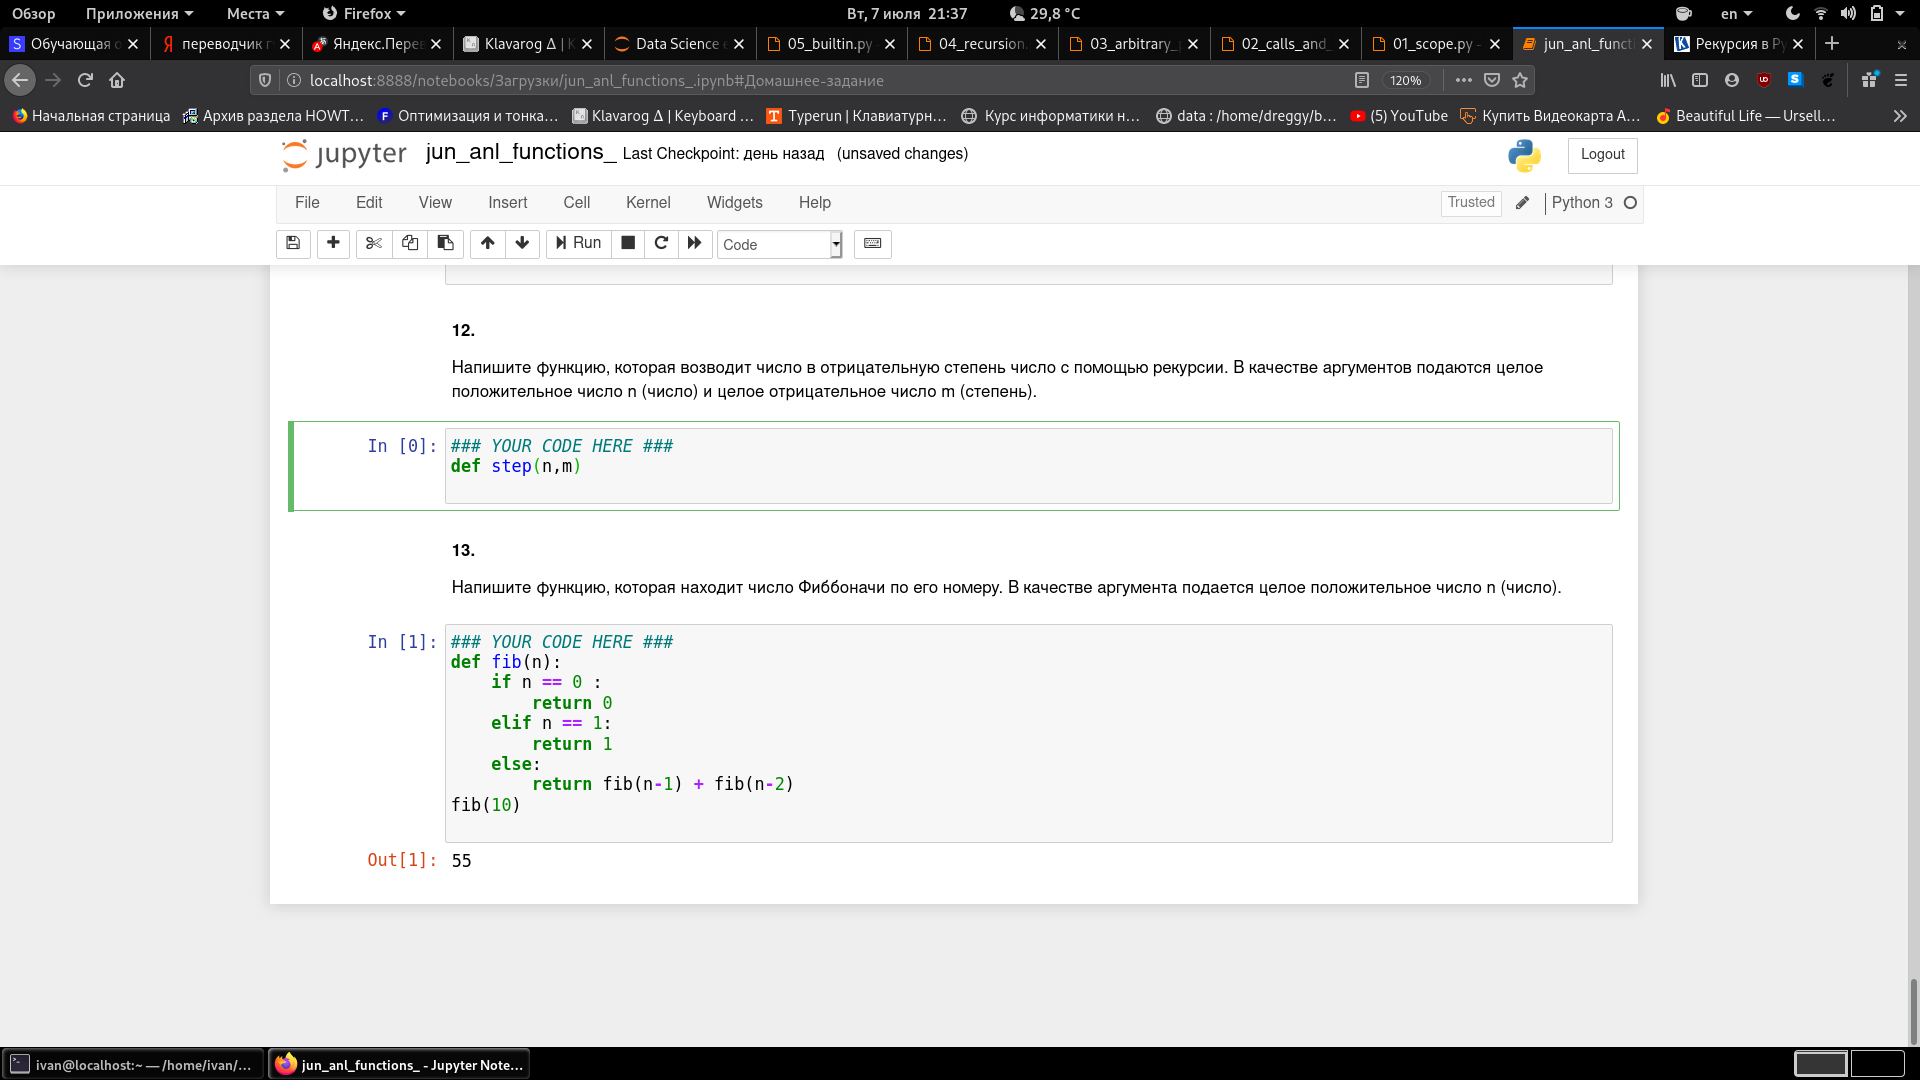 Обзор Приложения Места Firefox Вт, 7 июля 21:37 29,8 °C en
Обучающая переводчик Яндекс.Пере Klavarog Δ | Data Science 05_builtin.py 04_recursion. 03_arbitrary_ 02_calls_and_ 01_scope.py - jun_anl_functi Рекурсия в Py
localhost:8888/notebooks/Загрузки/jun_anl_functions_.ipynb#Домашнее-задание 120%
Начальная страница Архив раздела HOWT… Оптимизация и тонка… Klavarog Δ | Keyboard … Typerun | Клавиатурн… Курс информатики н… data : /home/dreggy/b… (5) YouTube Купить Видеокарта A… Beautiful Life — Ursell…
jupyter jun_anl_functions_ Last Checkpoint: день назад (unsaved changes) Logout
File Edit View Insert Cell Kernel Widgets Help Trusted Python 3
Run Code
12.
Напишите функцию, которая возводит число в отрицательную степень число с помощью рекурсии. В качестве аргументов подаются целое
положительное число n (число) и целое отрицательное число m (степень).
In [0]: ### YOUR CODE HERE ###
def step(n,m)
13.
Напишите функцию, которая находит число Фиббоначи по его номеру. В качестве аргумента подается целое положительное число n (число).
In [1]: ### YOUR CODE HERE ###
def fib(n):
    if n == 0 :
        return 0
    elif n == 1:
        return 1
    else:
        return fib(n-1) + fib(n-2)
fib(10)
Out[1]: 55
ivan@localhost:~ — /home/ivan/… jun_anl_functions_ - Jupyter Note…